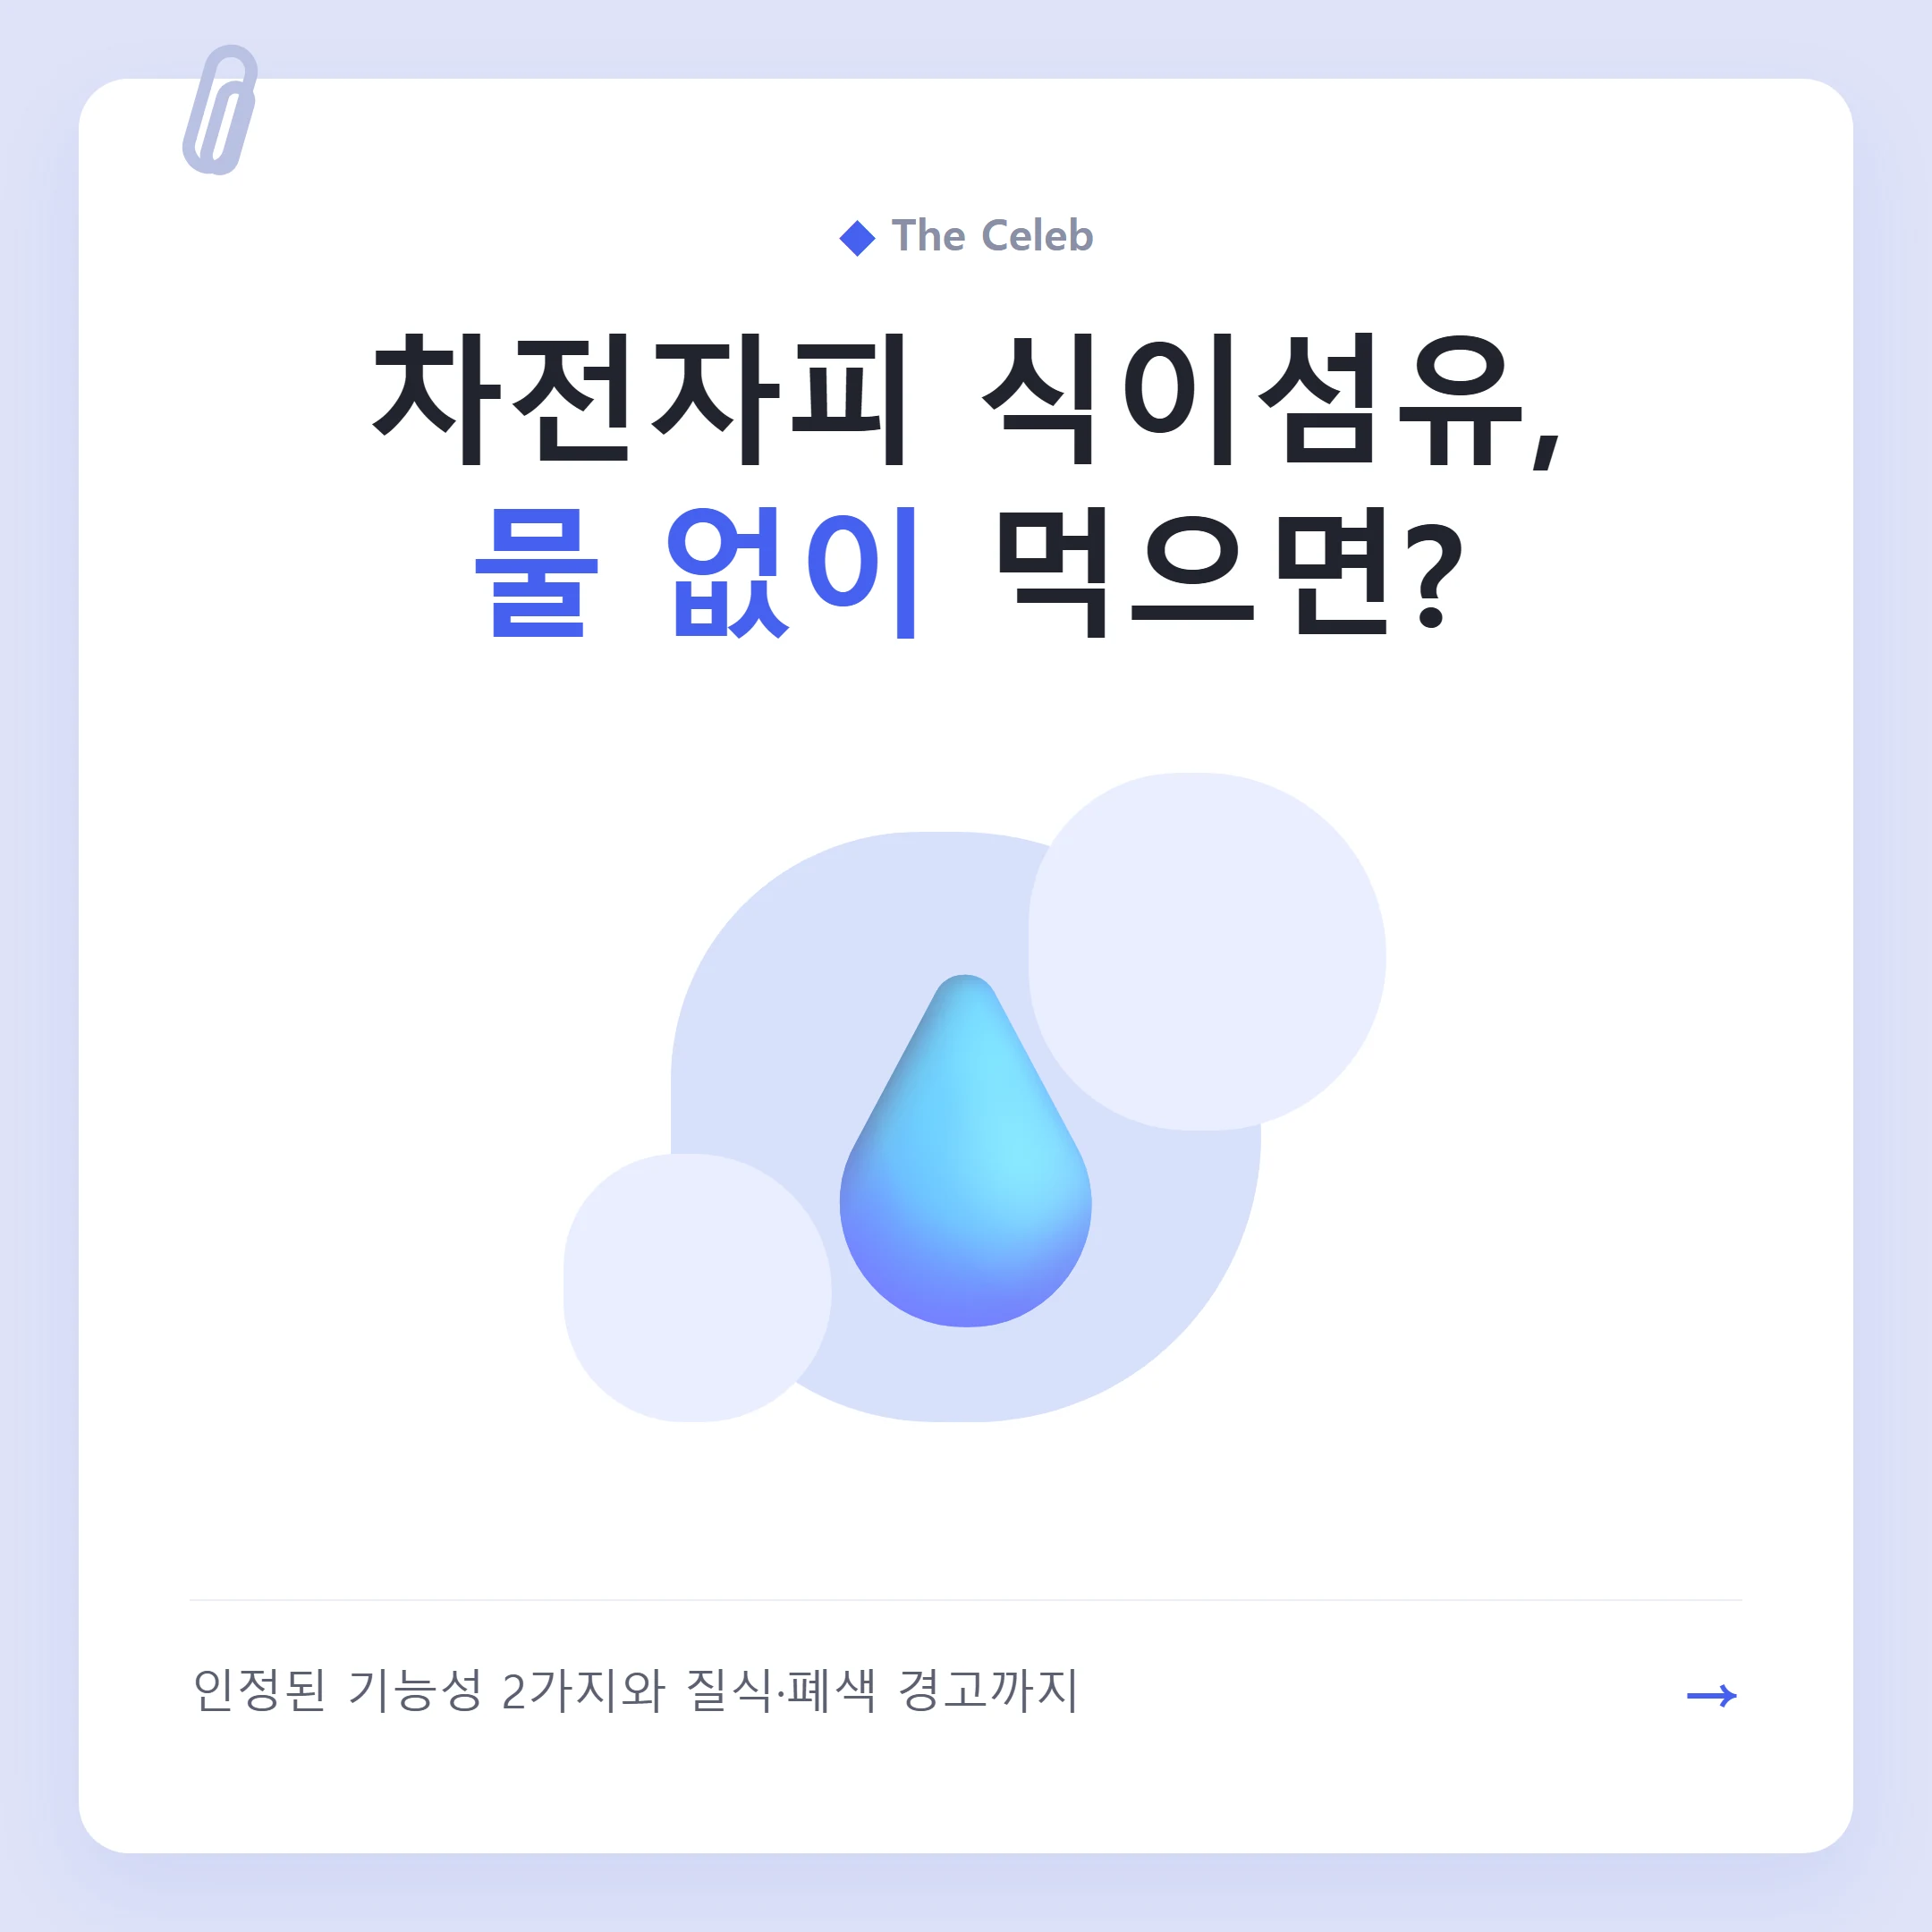 ◆ The Celeb
차전자피 식이섬유,
물 없이 먹으면?
인정된 기능성 2가지와 질식·폐색 경고까지 →